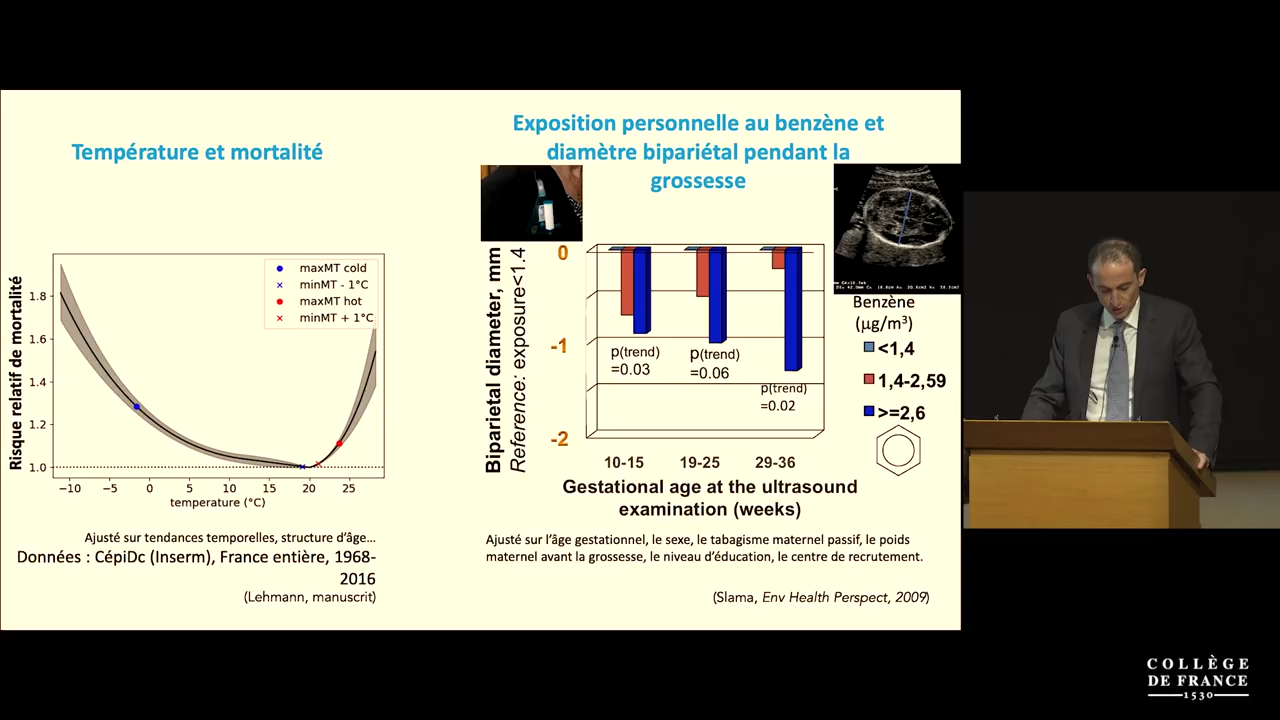 Température et mortalité
Risque relatif de mortalité
1.8
1.6
1.4
1.2
1.0
maxMT cold
minMT - 1°C
maxMT hot
minMT + 1°C
−10
−5
0
5
10
15
20
25
temperature (°C)
Ajusté sur tendances temporelles, structure d’âge…
Données : CépiDc (Inserm), France entière, 1968-
2016
(Lehmann, manuscrit)
Exposition personnelle au benzène et
diamètre bipariétal pendant la
grossesse
Biparietal diameter, mm
Reference: exposure<1.4
0
-1
-2
p(trend)
=0.03
p(trend)
=0.06
p(trend)
=0.02
10-15
19-25
29-36
Gestational age at the ultrasound
examination (weeks)
Benzène
(µg/m³)
<1,4
1,4-2,59
>=2,6
Ajusté sur l’âge gestationnel, le sexe, le tabagisme maternel passif, le poids
maternel avant la grossesse, le niveau d’éducation, le centre de recrutement.
(Slama, Env Health Perspect, 2009)
COLLÈGE
DE FRANCE
1530